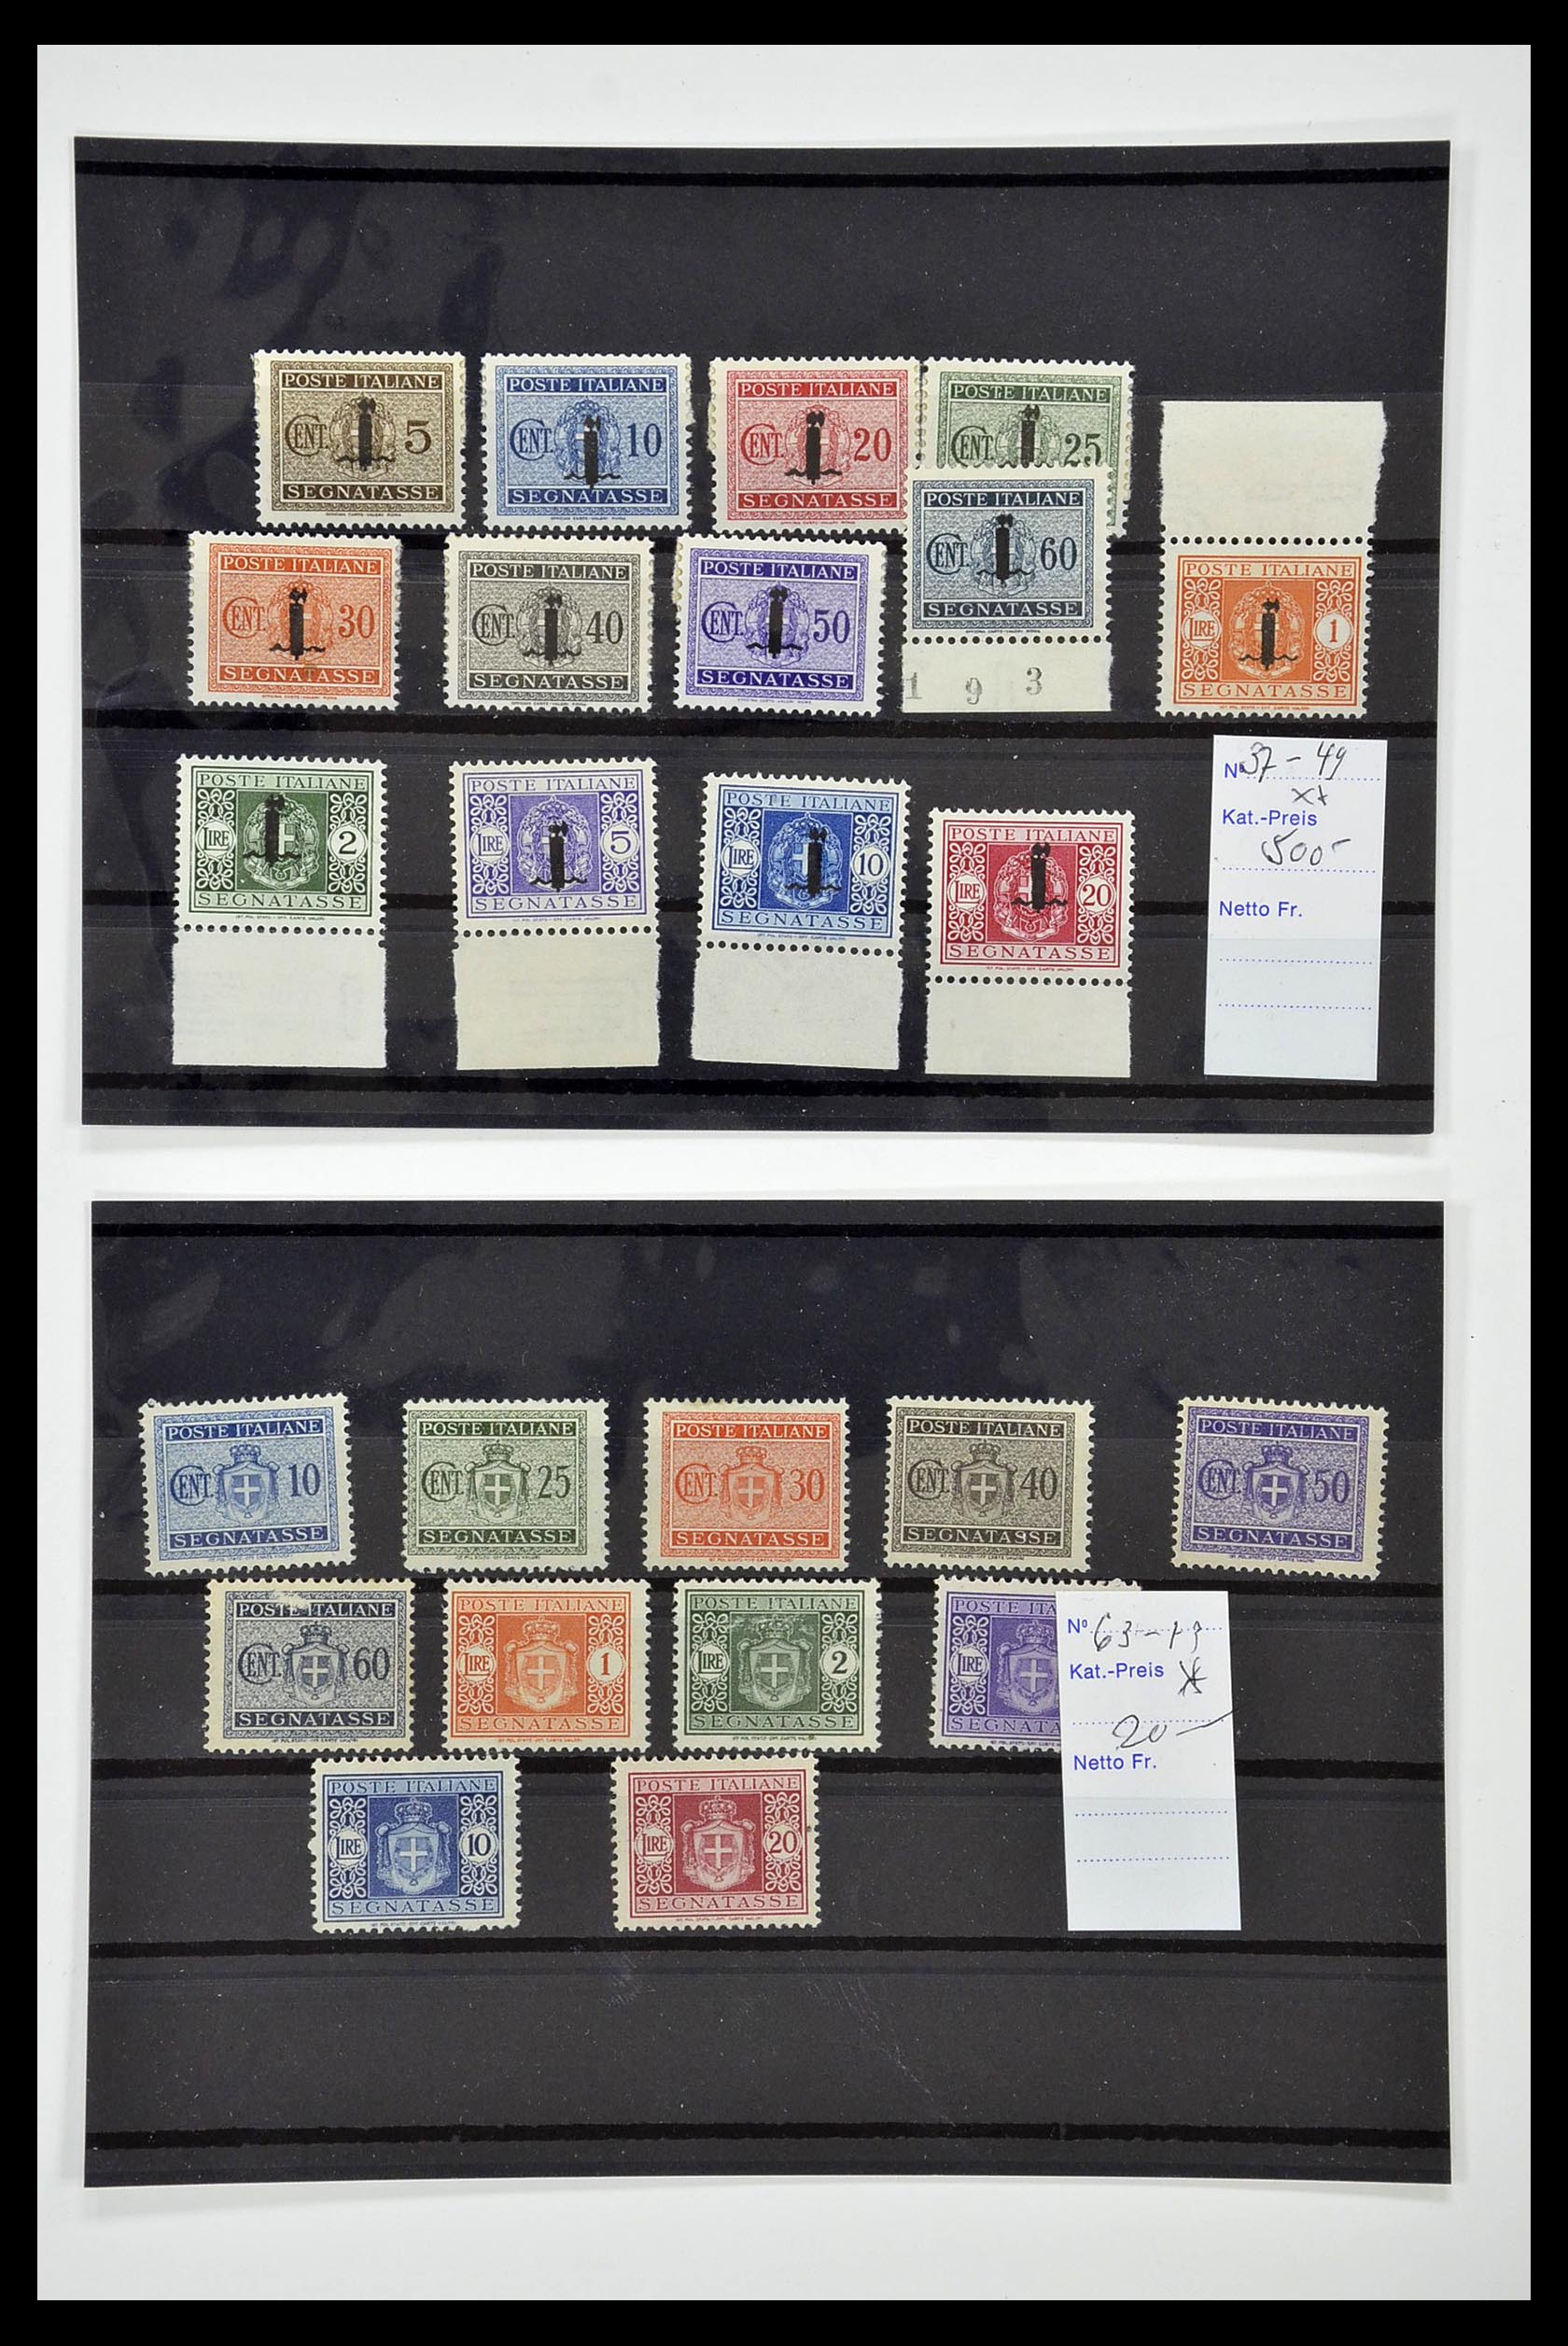 POSTE ITALIANE
CENT. 5
SEGNATASSE
POSTE ITALIANE
CENT. 10
SEGNATASSE
POSTE ITALIANE
CENT. 20
SEGNATASSE
POSTE ITALIANE
CENT. 25
POSTE ITALIANE
CENT. 30
SEGNATASSE
POSTE ITALIANE
CENT. 40
SEGNATASSE
POSTE ITALIANE
CENT. 50
SEGNATASSE
POSTE ITALIANE
CENT. 60
SEGNATASSE
1 9 3
POSTE ITALIANE
LIRE 1
SEGNATASSE
POSTE ITALIANE
LIRE 2
SEGNATASSE
POSTE ITALIANE
LIRE 5
SEGNATASSE
POSTE ITALIANE
LIRE 10
SEGNATASSE
POSTE ITALIANE
LIRE 20
SEGNATASSE
Nº 37-49
xx
Kat.-Preis
500-
Netto Fr.
POSTE ITALIANE
CENT. 10
SEGNATASSE
POSTE ITALIANE
CENT. 25
SEGNATASSE
POSTE ITALIANE
CENT. 30
SEGNATASSE
POSTE ITALIANE
CENT. 40
SEGNATASSE
POSTE ITALIANE
CENT. 50
SEGNATASSE
POSTE ITALIANE
CENT. 60
SEGNATASSE
POSTE ITALIANE
LIRE 1
SEGNATASSE
POSTE ITALIANE
LIRE 2
SEGNATASSE
POSTE ITA
LIRE
SEGNATA
Nº 63-
Kat.-Preis
20-
Netto Fr.
POSTE ITALIANE
LIRE 10
SEGNATASSE
POSTE ITALIANE
LIRE 20
SEGNATASSE